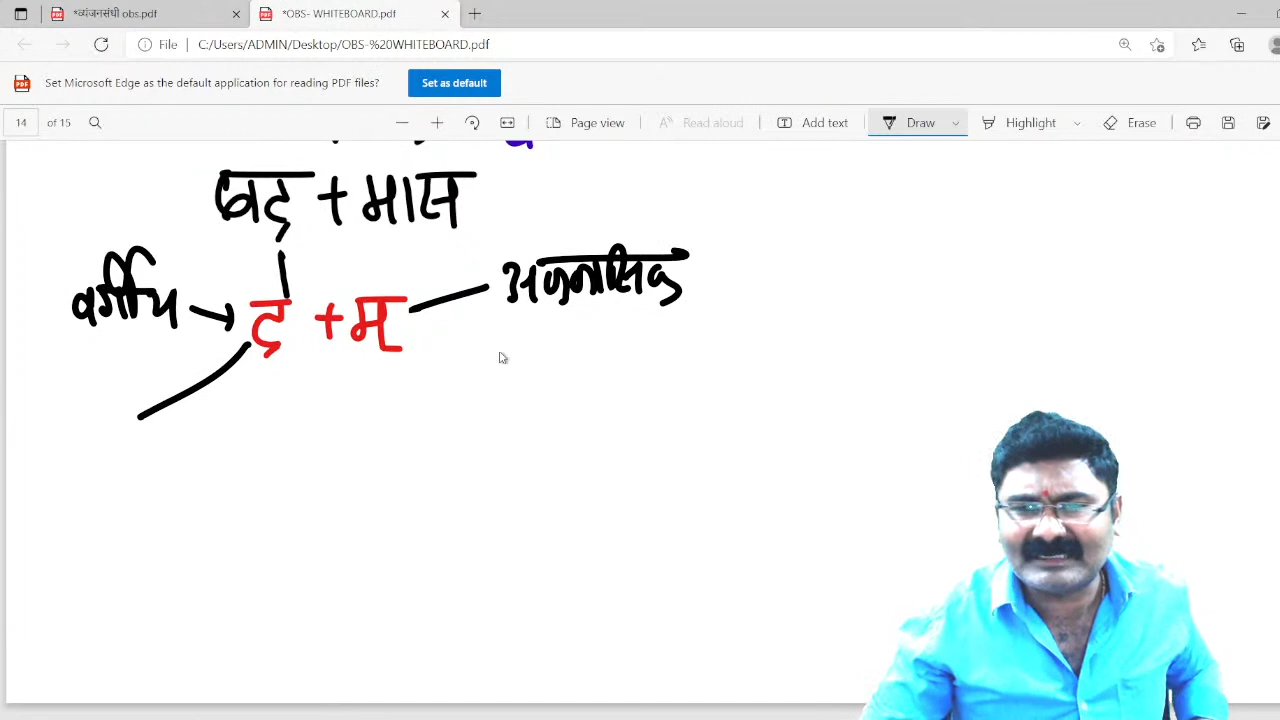 *व्यंजनसंधी obs.pdf
*OBS- WHITEBOARD.pdf
File C:/Users/ADMIN/Desktop/OBS-%20WHITEBOARD.pdf
Set Microsoft Edge as the default application for reading PDF files? Set as default
14 of 15 Page view Read aloud Add text Draw Highlight Erase
+ मास
वर्गीय
द् + म्
अनुनासिक